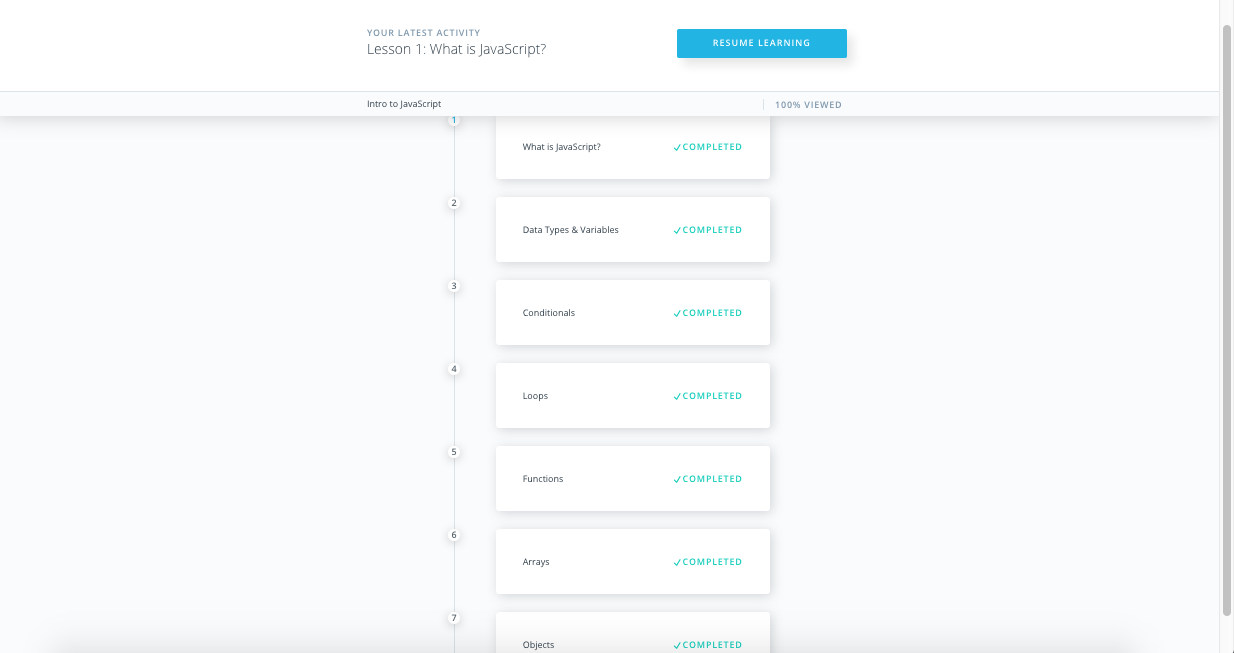 YOUR LATEST ACTIVITY
Lesson 1: What is JavaScript?
RESUME LEARNING
Intro to JavaScript
100% VIEWED
1
What is JavaScript?
✓COMPLETED
2
Data Types & Variables
✓COMPLETED
3
Conditionals
✓COMPLETED
4
Loops
✓COMPLETED
5
Functions
✓COMPLETED
6
Arrays
✓COMPLETED
7
Objects
✓COMPLETED